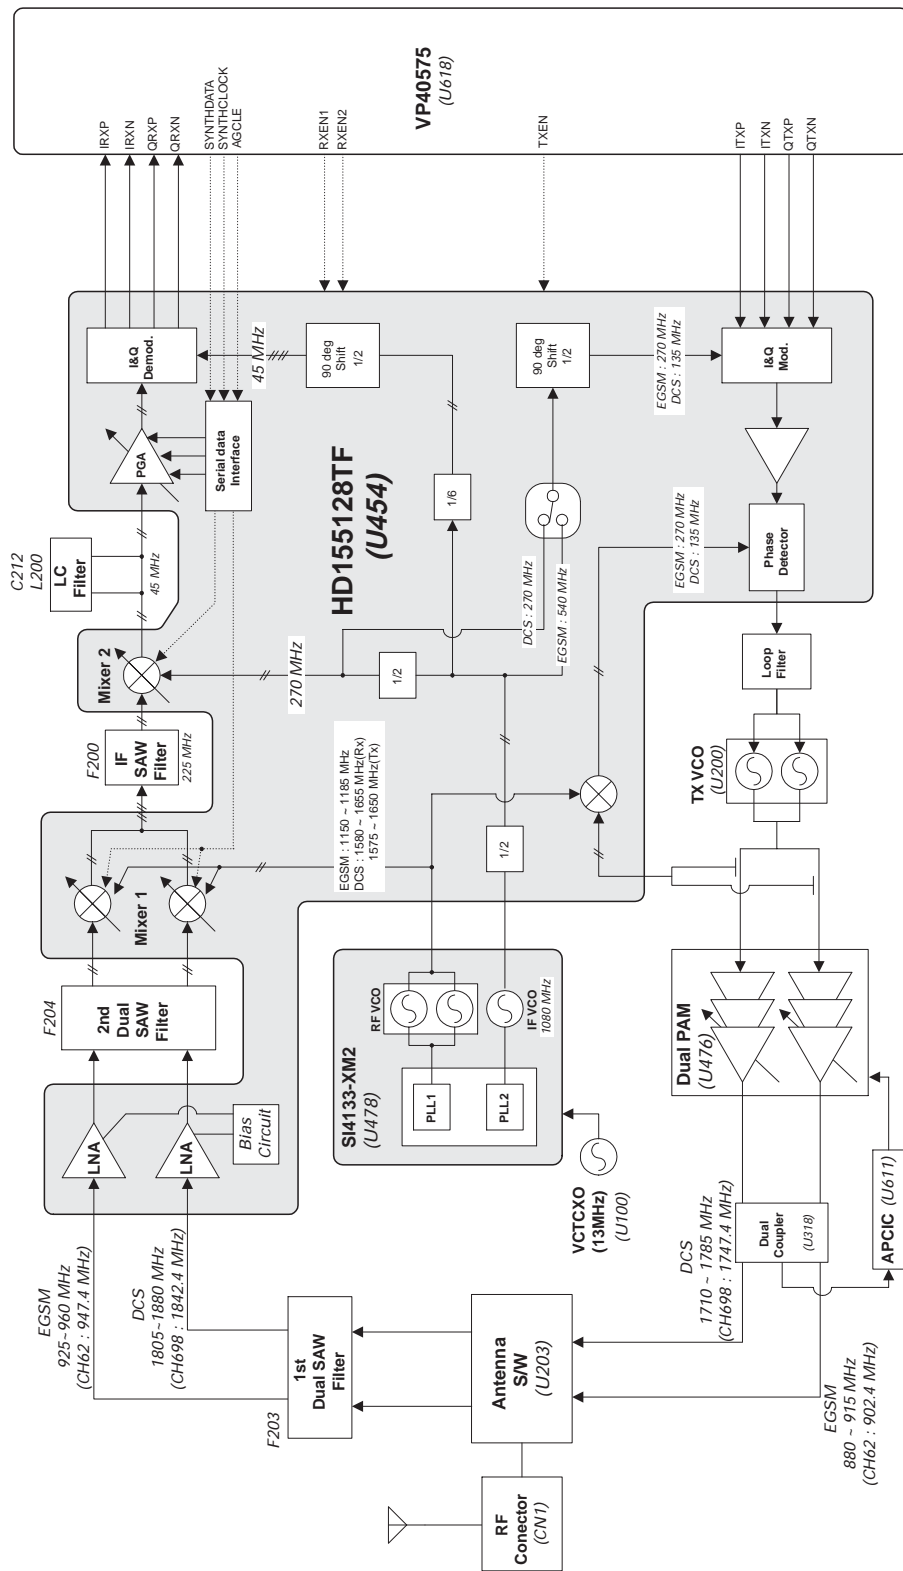 RF
Conector
(CN1)
Antenna
S/W
(U203)
F203
1st
Dual SAW
Filter
EGSM
925~960 MHz
(CH62 : 947.4 MHz)
DCS
1805~1880 MHz
(CH698 : 1842.4 MHz)
LNA
LNA
Bias
Circuit
F204
2nd
Dual
SAW
Filter
Mixer 1
F200
IF
SAW
Filter
225 MHz
Mixer 2
C212
L200
LC
Filter
45 MHz
PGA
Serial data
Interface
I&Q
Demod.
45 MHz
90 deg
Shift
1/2
1/6
270 MHz
1/2
HD155128TF
(U454)
IRXP
IRXN
QRXP
QRXN
SYNTHDATA
SYNTHCLOCK
AGCLE
RXEN1
RXEN2
TXEN
ITXP
ITXN
QTXP
QTXN
VP40575
(U618)
EGSM : 1150 ~ 1185 MHz
DCS : 1580 ~ 1655 MHz(Rx)
1575 ~ 1650 MHz(Tx)
SI4133-XM2
(U478)
RF VCO
PLL1
PLL2
IF VCO
1080 MHz
1/2
VCTCXO
(13MHz)
(U100)
DCS : 270 MHz
EGSM : 540 MHz
90 deg
Shift
1/2
EGSM : 270 MHz
DCS : 135 MHz
I&Q
Mod.
EGSM : 270 MHz
DCS : 135 MHz
Phase
Detector
Loop
Filter
TX VCO
(U200)
Dual PAM
(U476)
Dual
Coupler
(U318)
APCIC (U611)
DCS
1710 ~ 1785 MHz
(CH698 : 1747.4 MHz)
EGSM
880 ~ 915 MHz
(CH62 : 902.4 MHz)